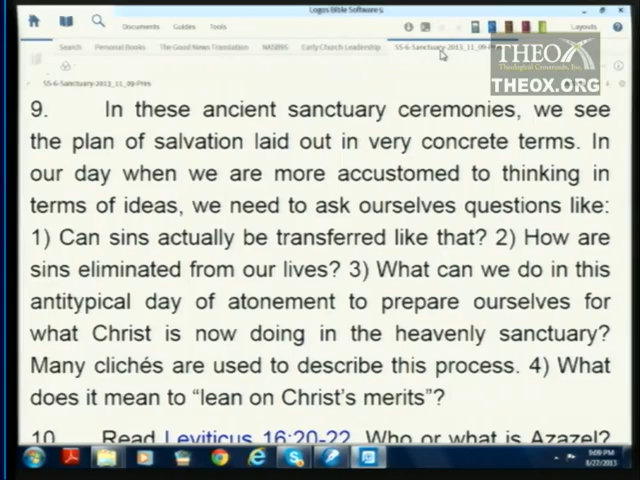 Logos Bible Software 5
Documents Guides Tools
Layouts
Search Personal Books The Good News Translation NASB95 Early Church Leadership SS-6-Sanctuary-2013_11_09-Pres
THEOX
THEOX.ORG
SS-6-Sanctuary-2013_11_09-Pres
9. In these ancient sanctuary ceremonies, we see
the plan of salvation laid out in very concrete terms. In
our day when we are more accustomed to thinking in
terms of ideas, we need to ask ourselves questions like:
1) Can sins actually be transferred like that? 2) How are
sins eliminated from our lives? 3) What can we do in this
antitypical day of atonement to prepare ourselves for
what Christ is now doing in the heavenly sanctuary?
Many clichés are used to describe this process. 4) What
does it mean to “lean on Christ’s merits”?
10. Read Leviticus 16:20-22. Who or what is Azazel?
9:09 PM
8/27/2013